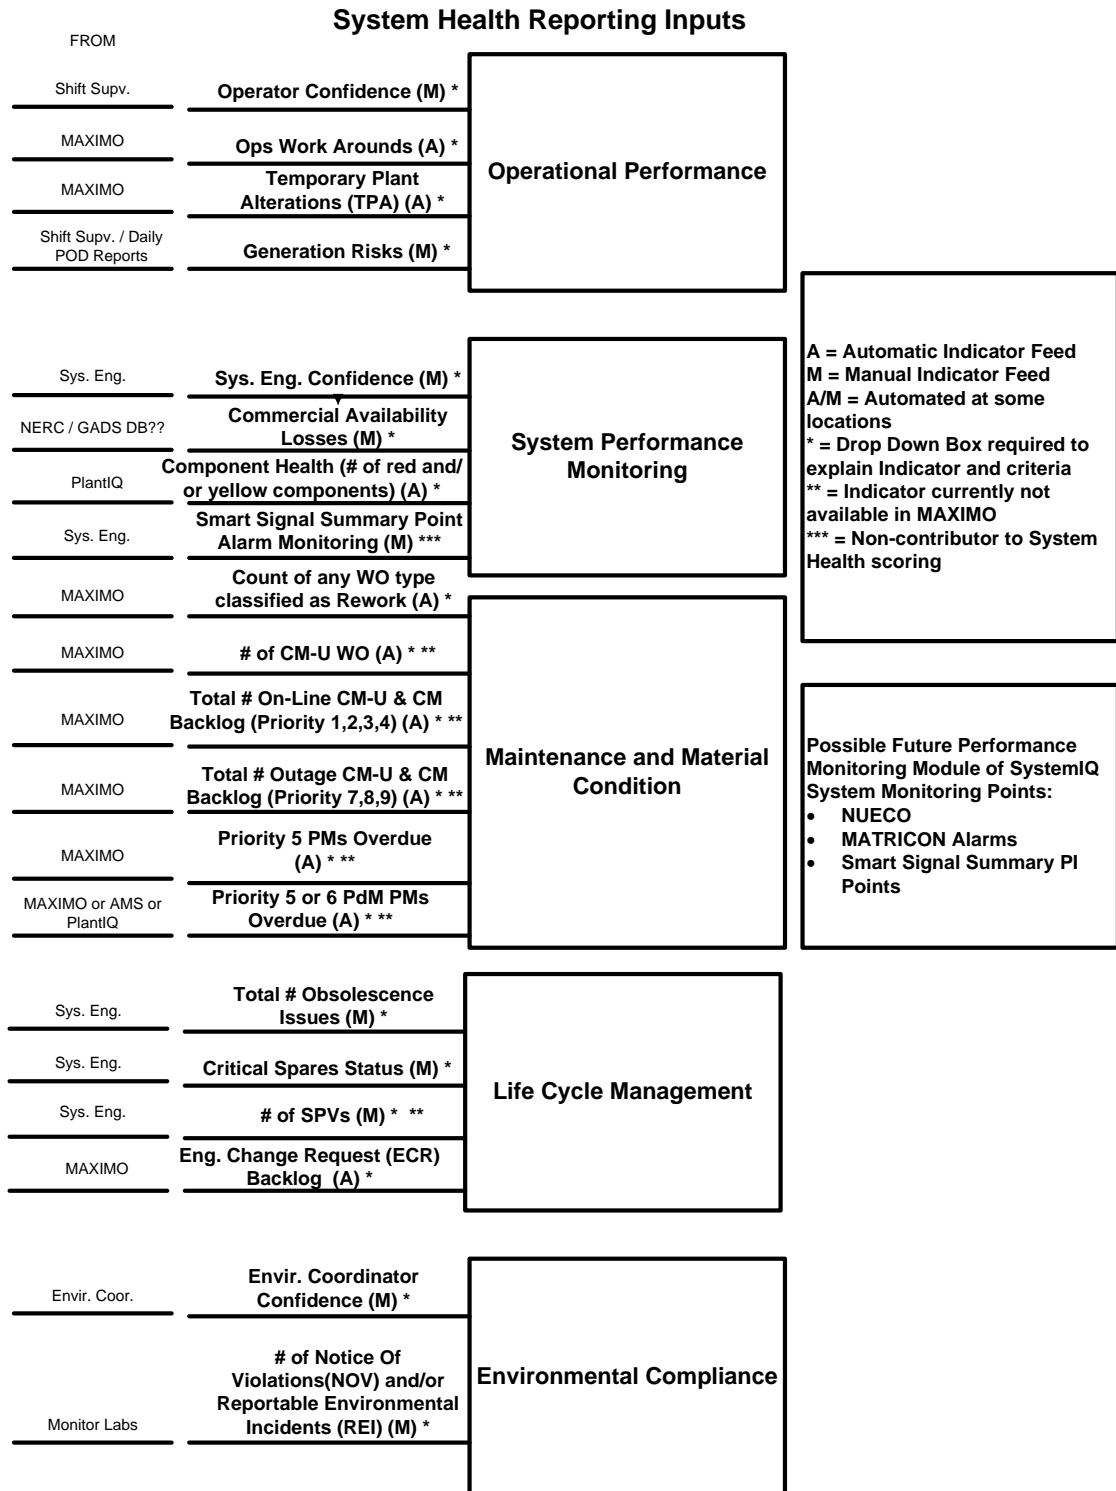 System Health Reporting Inputs
FROM
Shift Supv.
Operator Confidence (M) *
MAXIMO
Ops Work Arounds (A) *
MAXIMO
Temporary Plant
Alterations (TPA) (A) *
Shift Supv. / Daily
POD Reports
Generation Risks (M) *
Operational Performance
Sys. Eng.
Sys. Eng. Confidence (M) *
NERC / GADS DB??
Commercial Availability
Losses (M) *
PlantIQ
Component Health (# of red and/
or yellow components) (A) *
Sys. Eng.
Smart Signal Summary Point
Alarm Monitoring (M) ***
System Performance
Monitoring
MAXIMO
Count of any WO type
classified as Rework (A) *
MAXIMO
# of CM-U WO (A) * **
MAXIMO
Total # On-Line CM-U & CM
Backlog (Priority 1,2,3,4) (A) * **
MAXIMO
Total # Outage CM-U & CM
Backlog (Priority 7,8,9) (A) * **
MAXIMO
Priority 5 PMs Overdue
(A) * **
MAXIMO or AMS or
PlantIQ
Priority 5 or 6 PdM PMs
Overdue (A) * **
Maintenance and Material
Condition
Sys. Eng.
Total # Obsolescence
Issues (M) *
Sys. Eng.
Critical Spares Status (M) *
Sys. Eng.
# of SPVs (M) * **
MAXIMO
Eng. Change Request (ECR)
Backlog (A) *
Life Cycle Management
Envir. Coor.
Envir. Coordinator
Confidence (M) *
Monitor Labs
# of Notice Of
Violations(NOV) and/or
Reportable Environmental
Incidents (REI) (M) *
Environmental Compliance
A = Automatic Indicator Feed
M = Manual Indicator Feed
A/M = Automated at some
locations
* = Drop Down Box required to
explain Indicator and criteria
** = Indicator currently not
available in MAXIMO
*** = Non-contributor to System
Health scoring
Possible Future Performance
Monitoring Module of SystemIQ
System Monitoring Points:
• NUECO
• MATRICON Alarms
• Smart Signal Summary PI
Points